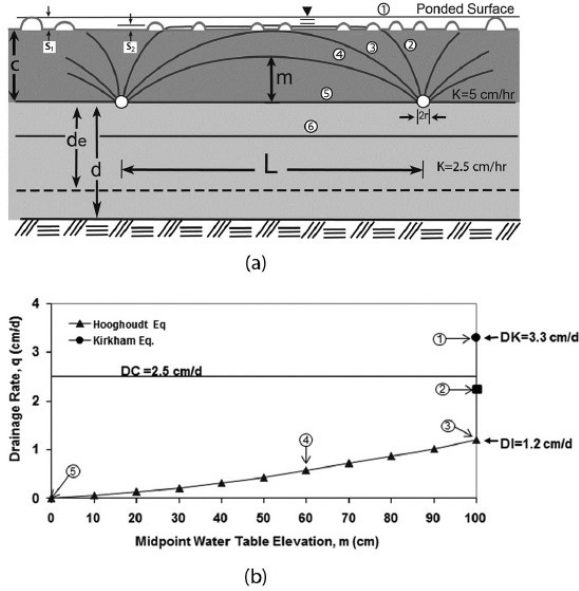 ① Ponded Surface
S₁
S₂
③ ②
④
c
m
⑤
K=5 cm/hr
2r
⑥
de
d
L
K=2.5 cm/hr
(a)
Drainage Rate, q (cm/d)
4
3
2
1
0
Hooghoudt Eq
Kirkham Eq.
① DK=3.3 cm/d
DC =2.5 cm/d
②
③
④
DI=1.2 cm/d
⑤
0 10 20 30 40 50 60 70 80 90 100
Midpoint Water Table Elevation, m (cm)
(b)